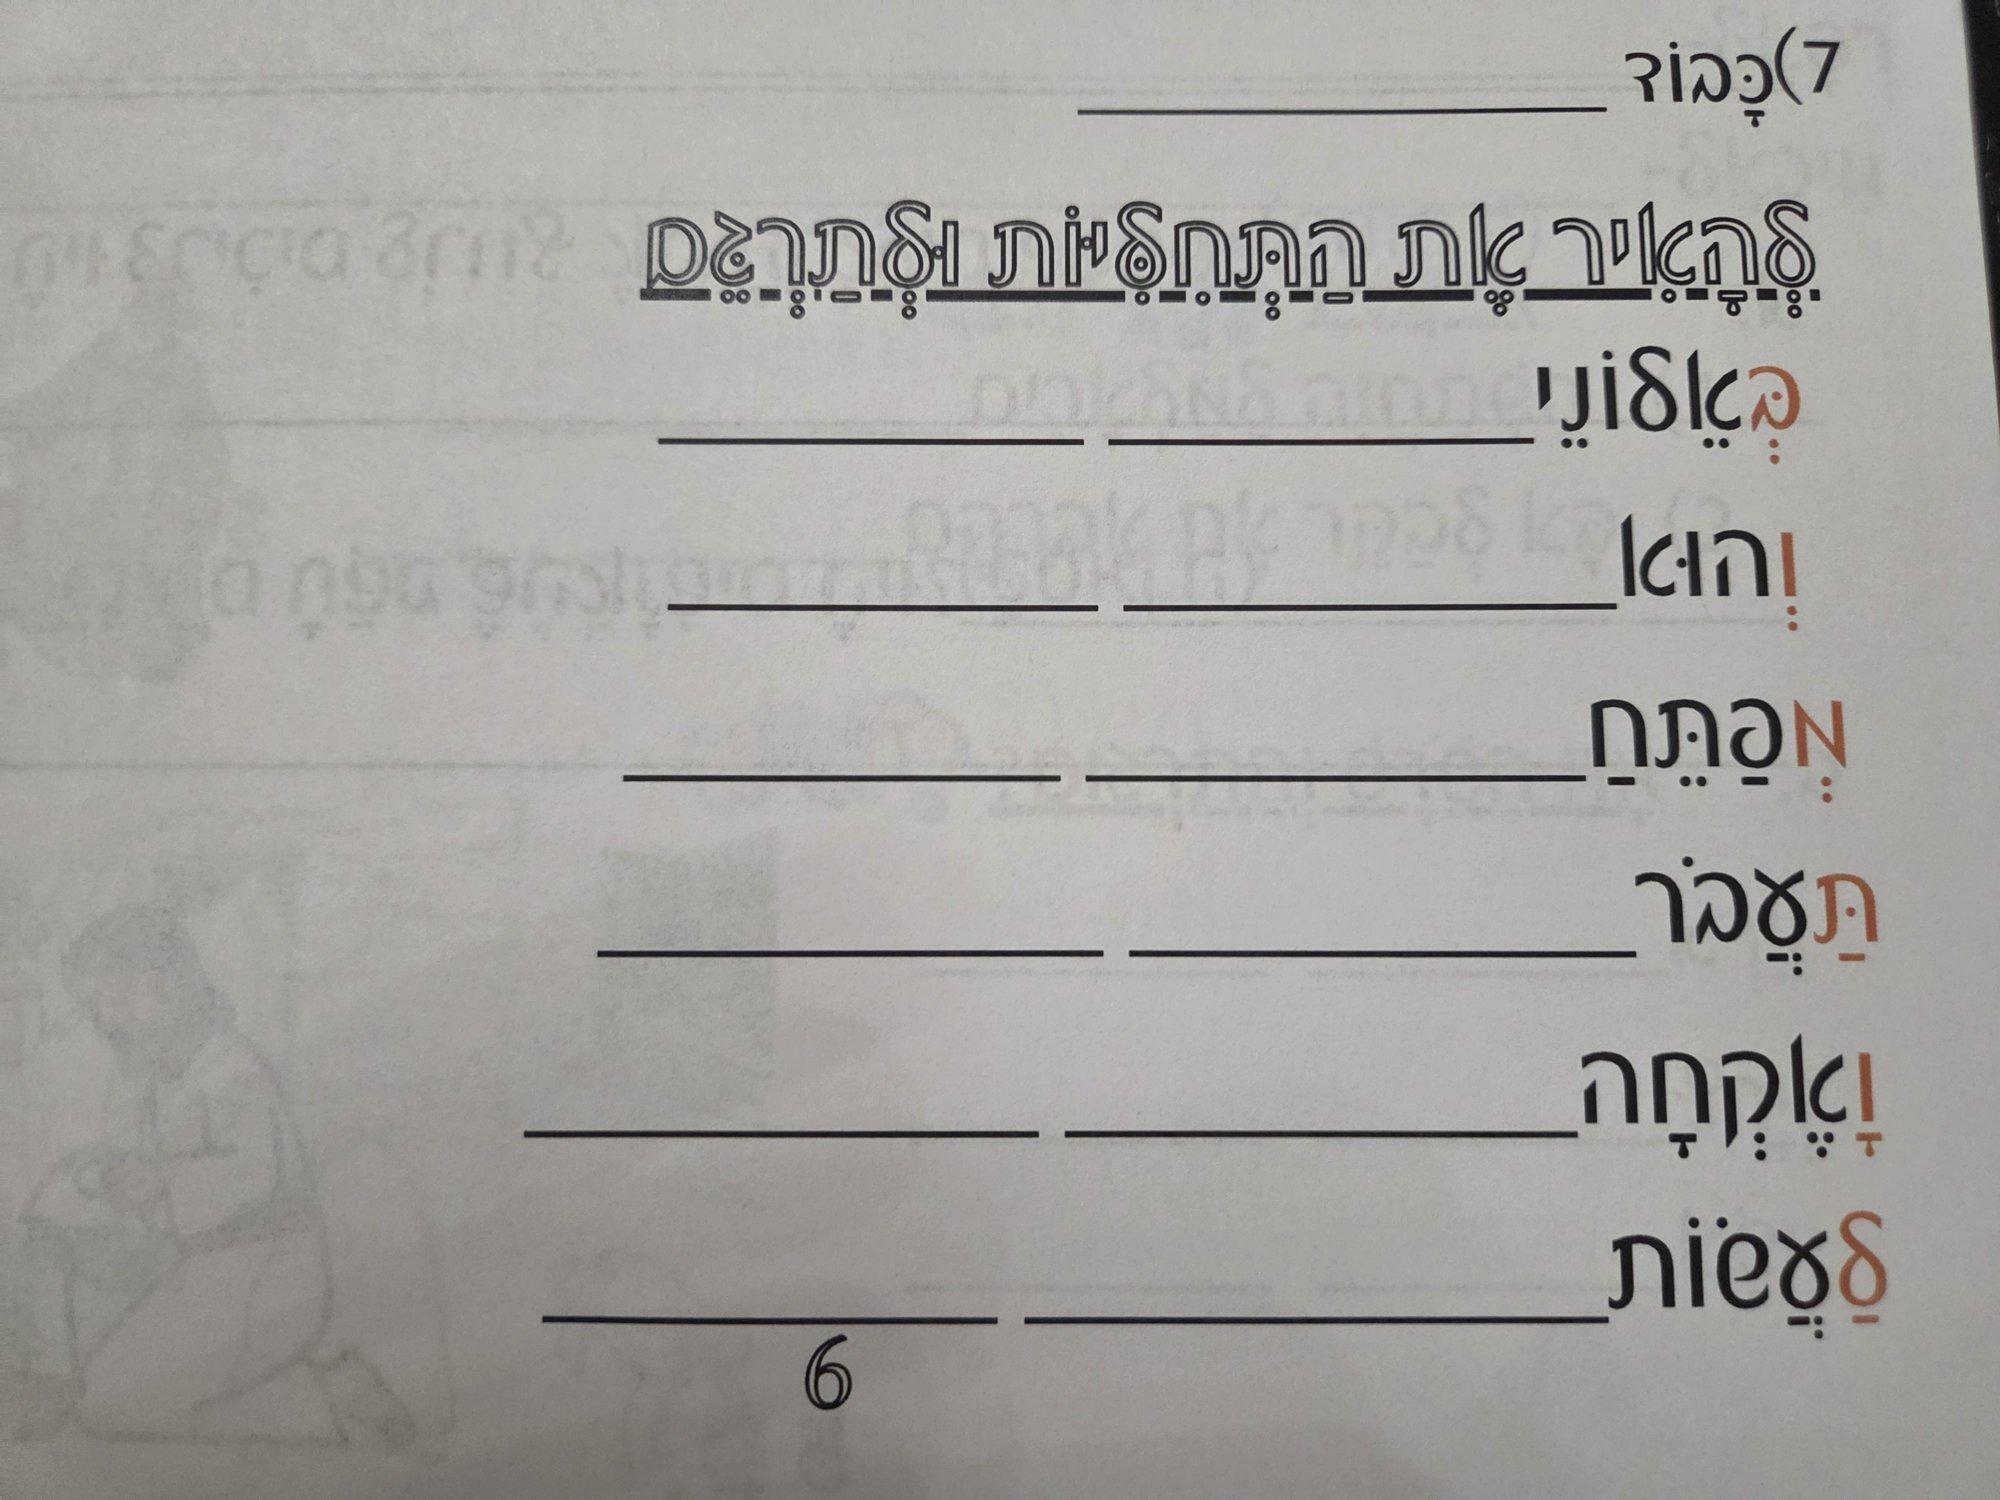 7)כָּבוֹד
לְהָאִיר אֶת הַתְּחִלִיּוֹת וּלְתַרְגֵּם
בְּאֵלוֹנֵי
וְהוּא
מְפַתֵּחַ
תַּעֲבֹר
וָאֶקְחָה
לַעֲשׂוֹת
6